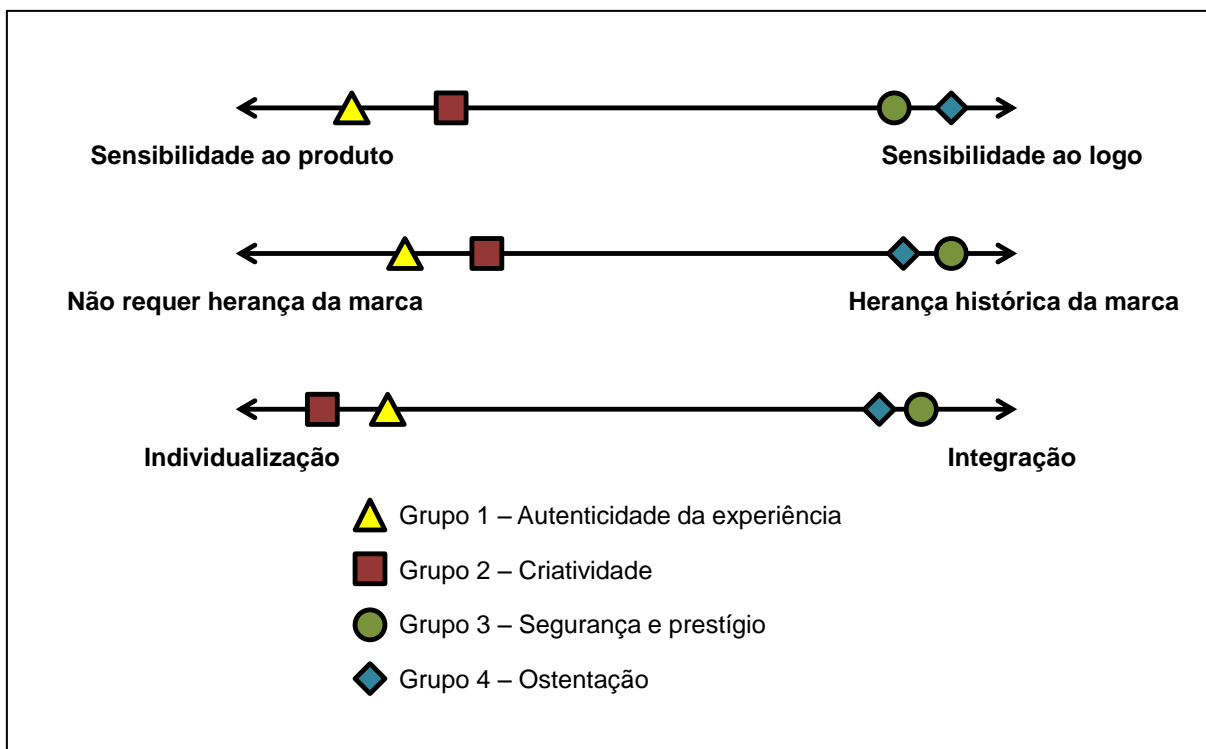 Sensibilidade ao produto
Sensibilidade ao logo
Não requer herança da marca
Herança histórica da marca
Individualização
Integração
Grupo 1 – Autenticidade da experiência
Grupo 2 – Criatividade
Grupo 3 – Segurança e prestígio
Grupo 4 – Ostentação